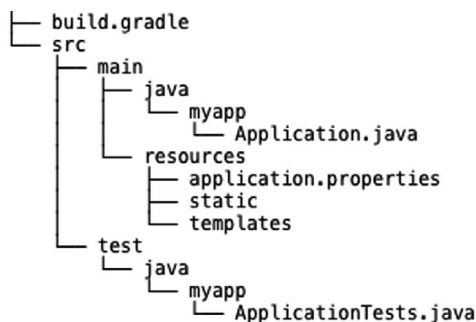 ├── build.gradle
└── src
    ├── main
    │   ├── java
    │   │   └── myapp
    │   │       └── Application.java
    │   └── resources
    │       ├── application.properties
    │       ├── static
    │       └── templates
    └── test
        └── java
            └── myapp
                └── ApplicationTests.java